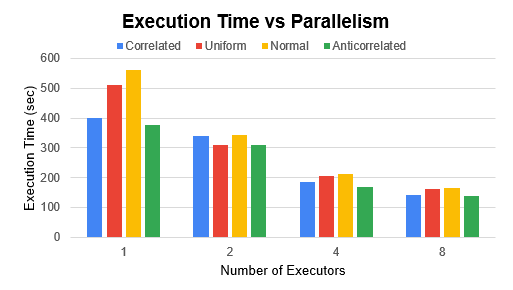 Execution Time vs Parallelism
Correlated Uniform Normal Anticorrelated
Execution Time (sec)
600
500
400
300
200
100
0
1 2 4 8
Number of Executors